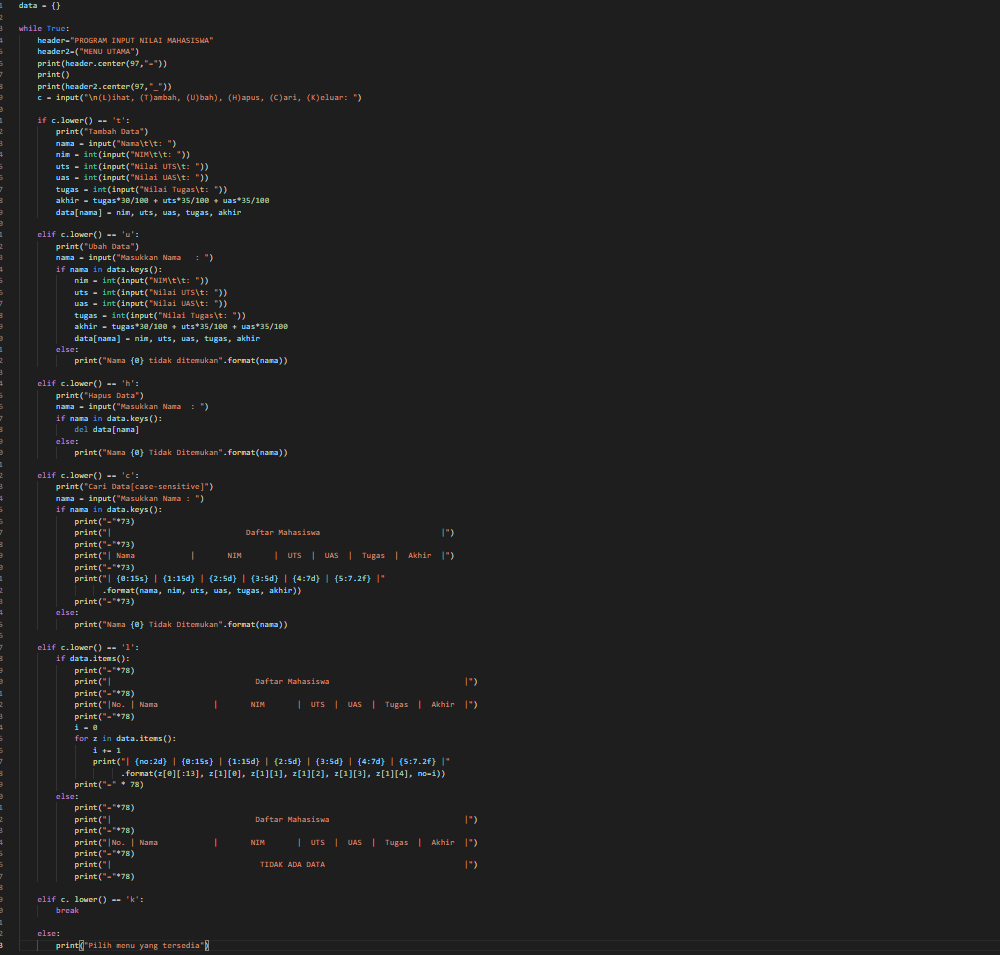 data = {}
while True:
    header="PROGRAM INPUT NILAI MAHASISWA"
    header2=("MENU UTAMA")
    print(header.center(97,"="))
    print()
    print(header2.center(97,"_"))
    c = input("\n(L)ihat, (T)ambah, (U)bah), (H)apus, (C)ari, (K)eluar: ")
    if c.lower() == 't':
        print("Tambah Data")
        nama = input("Nama\t\t: ")
        nim = int(input("NIM\t\t: "))
        uts = int(input("Nilai UTS\t: "))
        uas = int(input("Nilai UAS\t: "))
        tugas = int(input("Nilai Tugas\t: "))
        akhir = tugas*30/100 + uts*35/100 + uas*35/100
        data[nama] = nim, uts, uas, tugas, akhir
    elif c.lower() == 'u':
        print("Ubah Data")
        nama = input("Masukkan Nama   : ")
        if nama in data.keys():
            nim = int(input("NIM\t\t: "))
            uts = int(input("Nilai UTS\t: "))
            uas = int(input("Nilai UAS\t: "))
            tugas = int(input("Nilai Tugas\t: "))
            akhir = tugas*30/100 + uts*35/100 + uas*35/100
            data[nama] = nim, uts, uas, tugas, akhir
        else:
            print("Nama {0} tidak ditemukan".format(nama))
    elif c.lower() == 'h':
        print("Hapus Data")
        nama = input("Masukkan Nama  : ")
        if nama in data.keys():
            del data[nama]
        else:
            print("Nama {0} Tidak Ditemukan".format(nama))
    elif c.lower() == 'c':
        print("Cari Data[case-sensitive]")
        nama = input("Masukkan Nama : ")
        if nama in data.keys():
            print("="*73)
            print("|                             Daftar Mahasiswa                          |")
            print("="*73)
            print("| Nama            |       NIM       |  UTS  |  UAS  |  Tugas  |  Akhir  |")
            print("="*73)
            print("| {0:15s} | {1:15d} | {2:5d} | {3:5d} | {4:7d} | {5:7.2f} |"
                  .format(nama, nim, uts, uas, tugas, akhir))
            print("="*73)
        else:
            print("Nama {0} Tidak Ditemukan".format(nama))
    elif c.lower() == 'l':
        if data.items():
            print("="*78)
            print("|                               Daftar Mahasiswa                             |")
            print("="*78)
            print("|No. | Nama            |       NIM       |  UTS  |  UAS  |  Tugas  |  Akhir  |")
            print("="*78)
            i = 0
            for z in data.items():
                i += 1
                print("| {no:2d} | {0:15s} | {1:15d} | {2:5d} | {3:5d} | {4:7d} | {5:7.2f} |"
                      .format(z[0][:13], z[1][0], z[1][1], z[1][2], z[1][3], z[1][4], no=i))
            print("=" * 78)
        else:
            print("="*78)
            print("|                               Daftar Mahasiswa                             |")
            print("="*78)
            print("|No. | Nama            |       NIM       |  UTS  |  UAS  |  Tugas  |  Akhir  |")
            print("="*78)
            print("|                                TIDAK ADA DATA                              |")
            print("="*78)
    elif c. lower() == 'k':
        break
    else:
        print("Pilih menu yang tersedia")